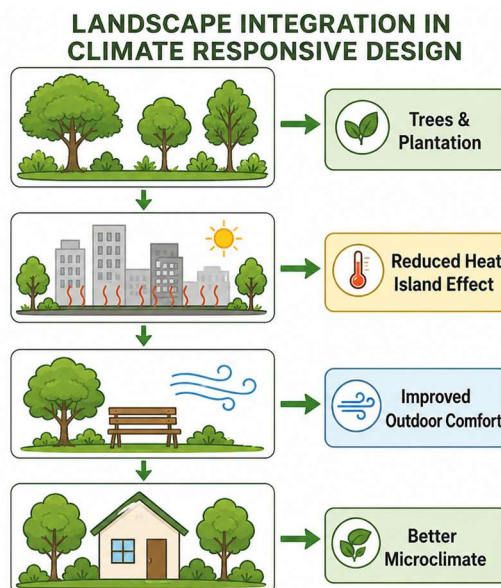 LANDSCAPE INTEGRATION IN
CLIMATE RESPONSIVE DESIGN
Trees &
Plantation
Reduced Heat
Island Effect
Improved
Outdoor Comfort
Better
Microclimate